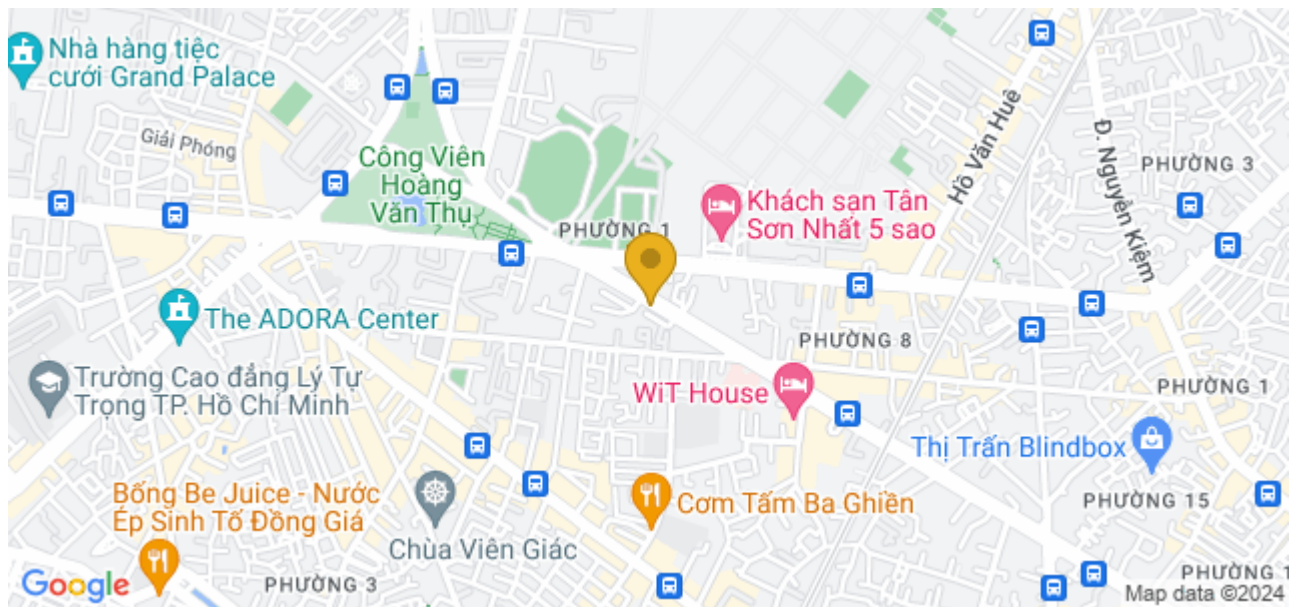 Nhà hàng tiệc
cưới Grand Palace
Giải Phóng
Công Viên
Hoàng
Văn Thụ
PHƯỜNG 1
Khách sạn Tân
Sơn Nhất 5 sao
Hồ Văn Huê
Đ. Nguyễn Kiệm
PHƯỜNG 3
The ADORA Center
PHƯỜNG 8
Trường Cao đẳng Lý Tự
Trọng TP. Hồ Chí Minh
WiT House
PHƯỜNG 1
Thị Trấn Blindbox
Bống Be Juice - Nước
Ép Sinh Tố Đồng Giá
Cơm Tấm Ba Ghiền
PHƯỜNG 15
Chùa Viên Giác
PHƯỜNG 3
PHƯỜNG 1
Google
Map data ©2024